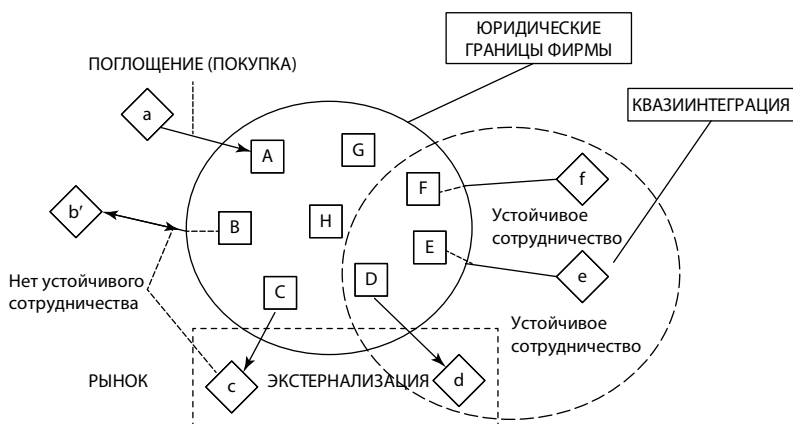 ЮРИДИЧЕСКИЕ
ГРАНИЦЫ ФИРМЫ
ПОГЛОЩЕНИЕ (ПОКУПКА)
КВАЗИИНТЕГРАЦИЯ
a
A
G
F
f
b'
B
H
Устойчивое
сотрудничество
E
D
e
Нет устойчивого
сотрудничества
C
Устойчивое
сотрудничество
РЫНОК
c
ЭКСТЕРНАЛИЗАЦИЯ
d